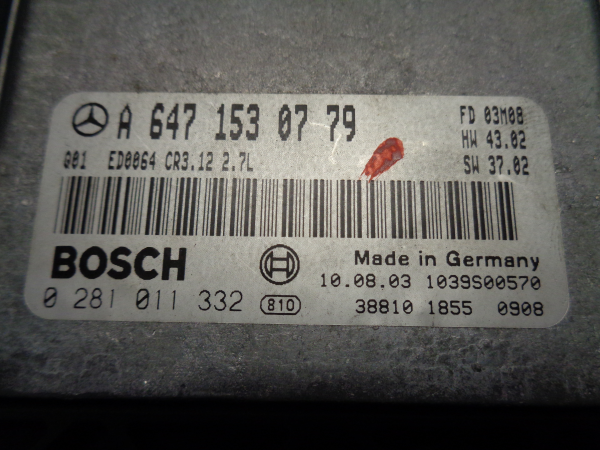 A 647 153 07 79
FD 03M08
HW 43.02
G01 ED0064 CR3.12 2.7L
SW 37.02
BOSCH
Made in Germany
10.08.03 1039S00570
0 281 011 332 810
38810 1855 0908